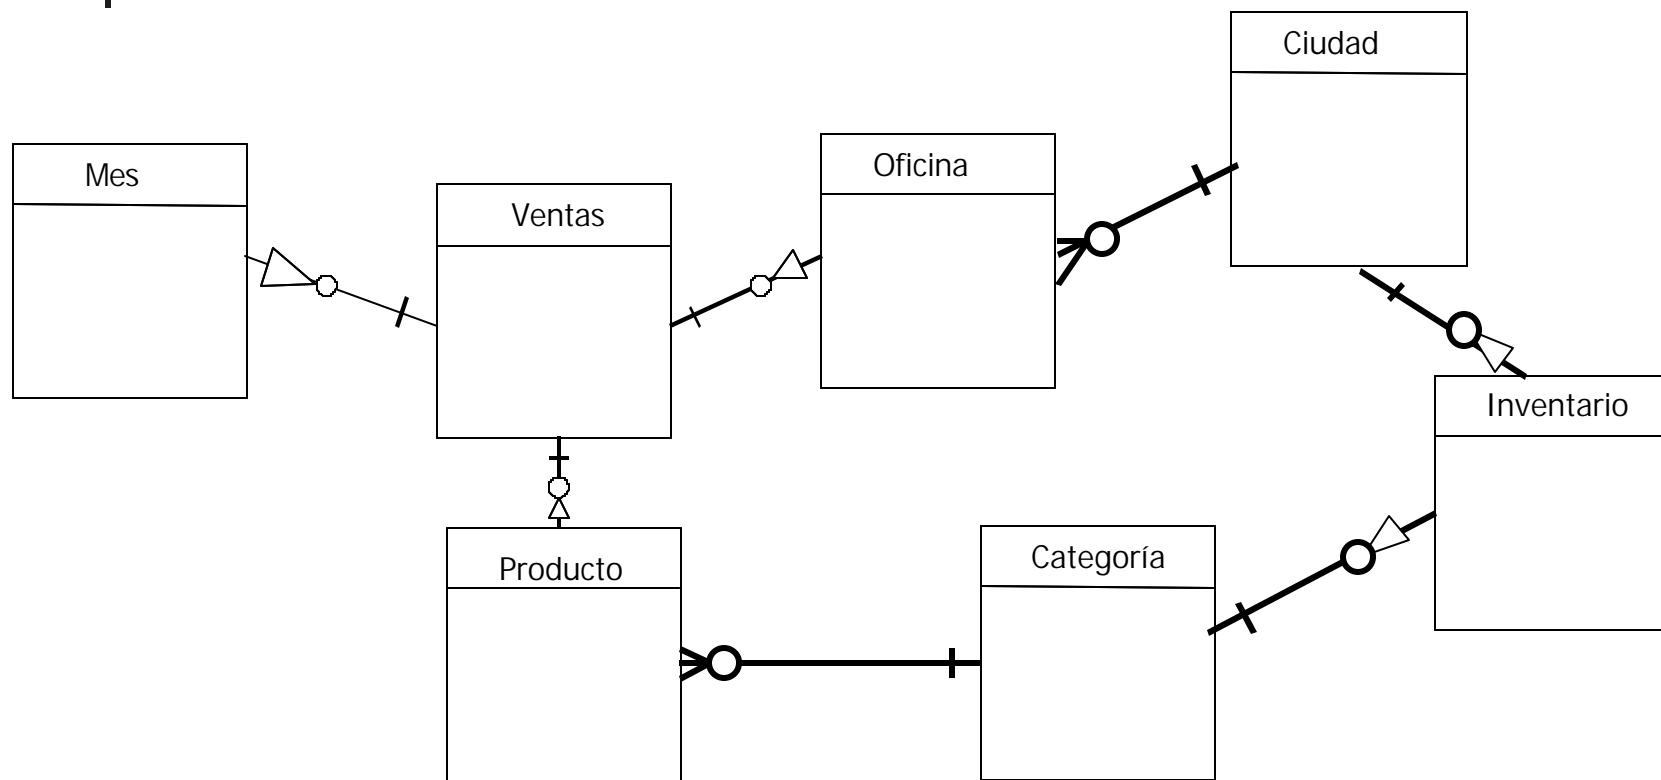 Ciudad
Mes
Oficina
Ventas
Inventario
Producto
Categoría